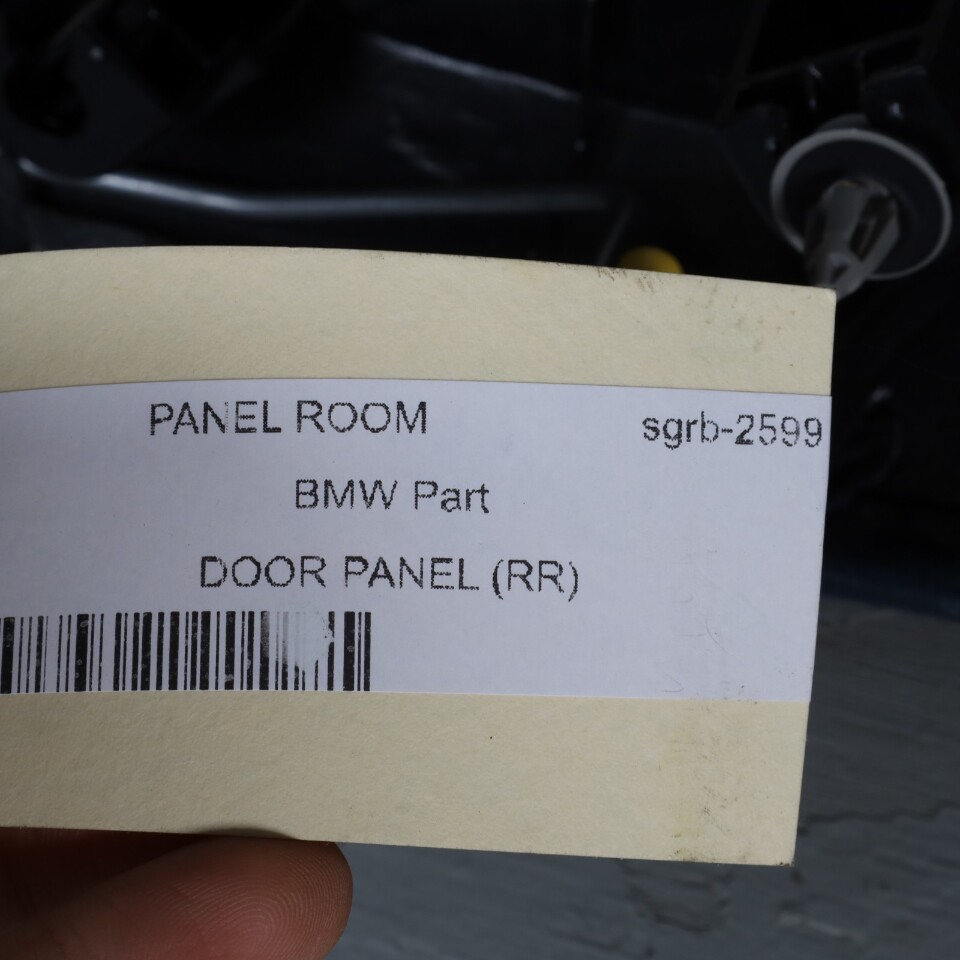 PANEL ROOM sgrb-2599
BMW Part
DOOR PANEL (RR)